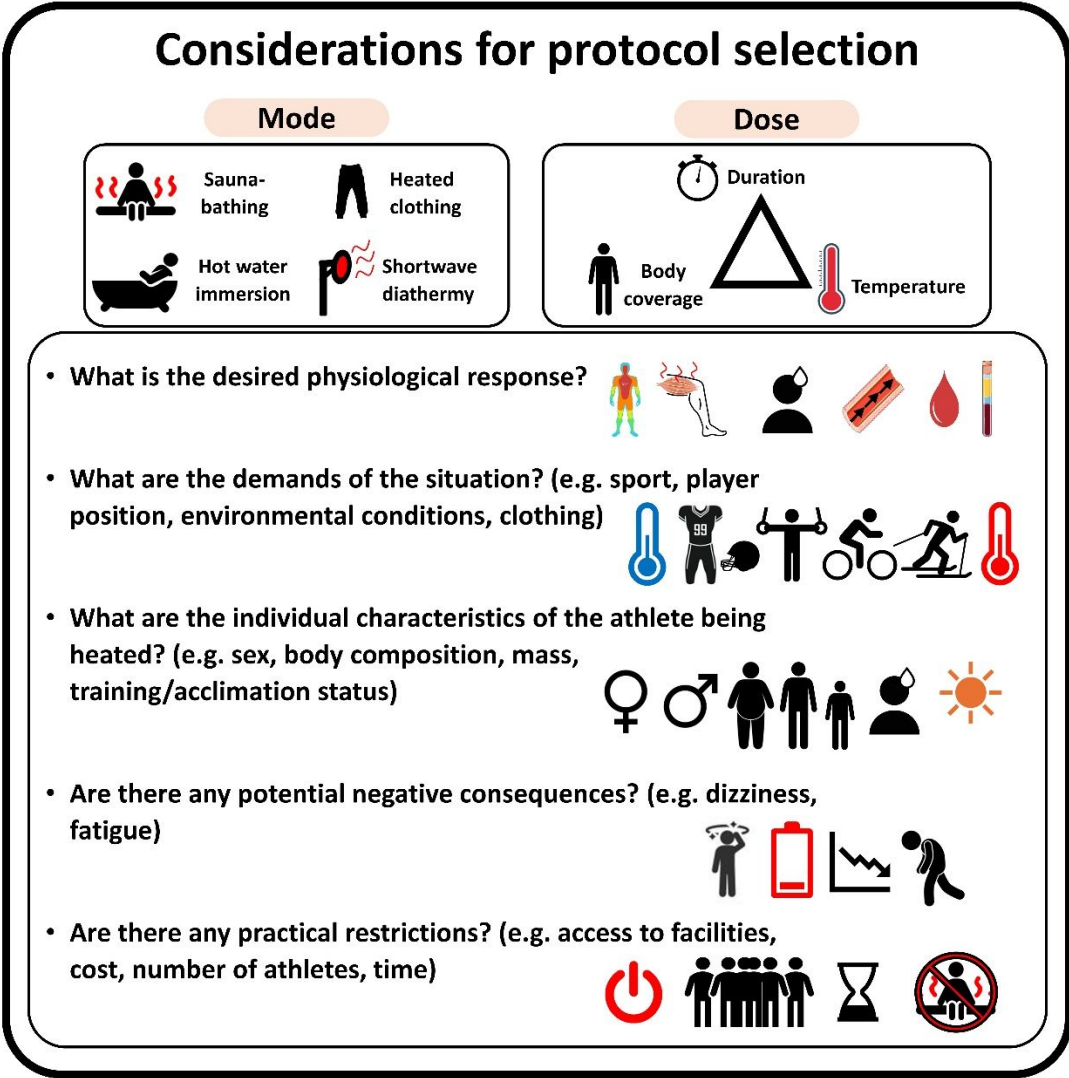 Considerations for protocol selection
Mode
Dose
Sauna-
bathing
Heated
clothing
Hot water
immersion
Shortwave
diathermy
Duration
Body
coverage
Temperature
• What is the desired physiological response?
• What are the demands of the situation? (e.g. sport, player
position, environmental conditions, clothing)
99
• What are the individual characteristics of the athlete being
heated? (e.g. sex, body composition, mass,
training/acclimation status)
• Are there any potential negative consequences? (e.g. dizziness,
fatigue)
• Are there any practical restrictions? (e.g. access to facilities,
cost, number of athletes, time)